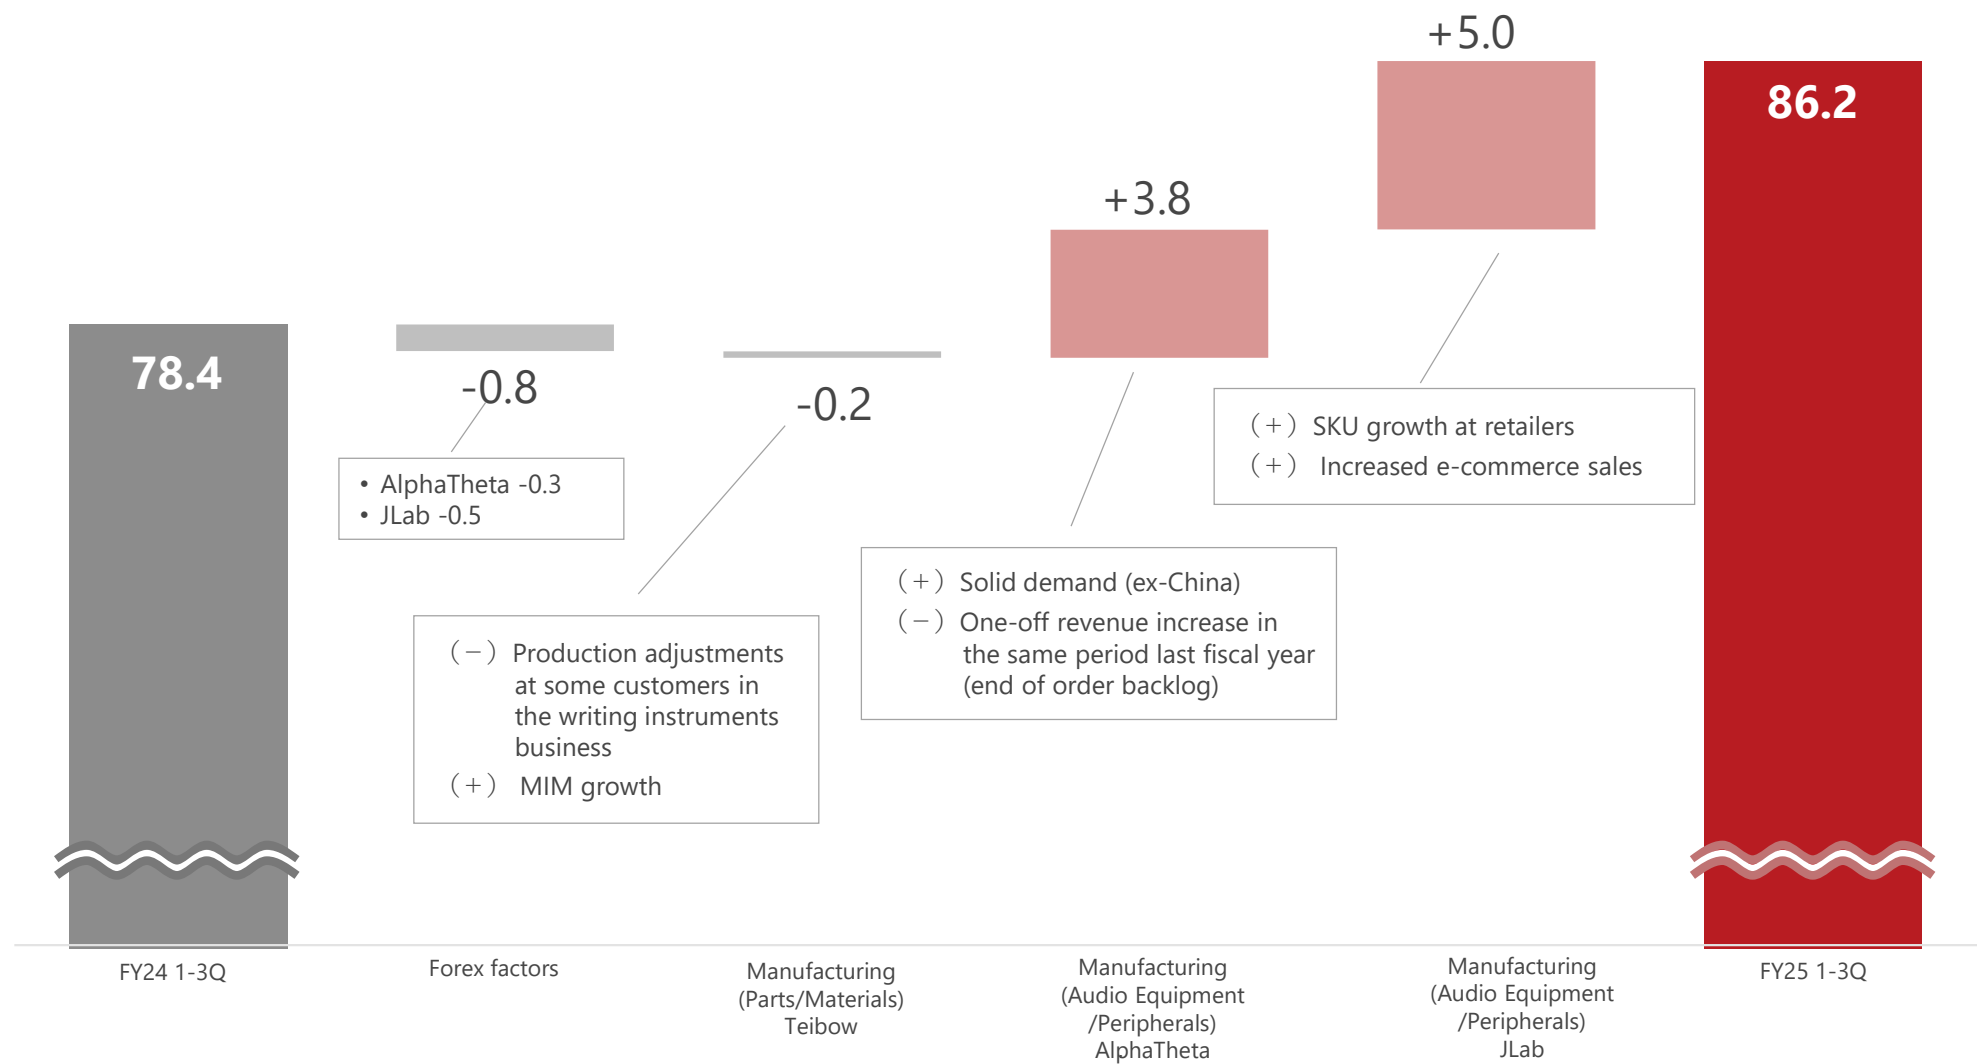 +5.0
86.2
+3.8
78.4
-0.8
-0.2
• AlphaTheta -0.3
• JLab -0.5
（－）Production adjustments
at some customers in
the writing instruments
business
（+） MIM growth
（+）Solid demand (ex-China)
（－）One-off revenue increase in
the same period last fiscal year
(end of order backlog)
（+）SKU growth at retailers
（+） Increased e-commerce sales
FY24 1-3Q
Forex factors
Manufacturing
(Parts/Materials)
Teibow
Manufacturing
(Audio Equipment
/Peripherals)
AlphaTheta
Manufacturing
(Audio Equipment
/Peripherals)
JLab
FY25 1-3Q